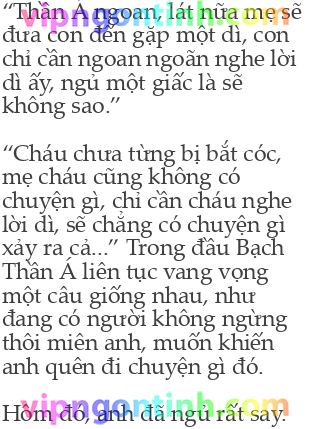 “Thần Á ngoan, lát nữa mẹ sẽ
đưa con đến gặp một dì, con
chỉ cần ngoan ngoãn nghe lời
dì ấy, ngủ một giấc là sẽ
không sao.”
“Cháu chưa từng bị bắt cóc,
mẹ cháu cũng không có
chuyện gì, chỉ cần cháu nghe
lời dì, sẽ chẳng có chuyện gì
xảy ra cả...” Trong đầu Bạch
Thần Á liên tục vang vọng
một câu giống nhau, như
đang có người không ngừng
thôi miên anh, muốn khiến
anh quên đi chuyện gì đó.
Hôm đó, anh đã ngủ rất say.
vipngontinh.com
vipngontinh.com